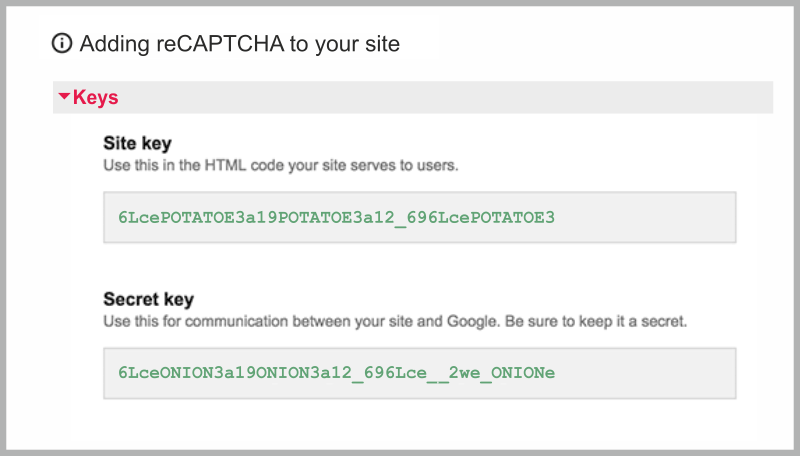 Adding reCAPTCHA to your site
Keys
Site key
Use this in the HTML code your site serves to users.
6LcePOTATOE3a19POTATOE3a12_696LcePOTATOE3
Secret key
Use this for communication between your site and Google. Be sure to keep it a secret.
6LceONION3a19ONION3a12_696Lce__2we_ONIONe